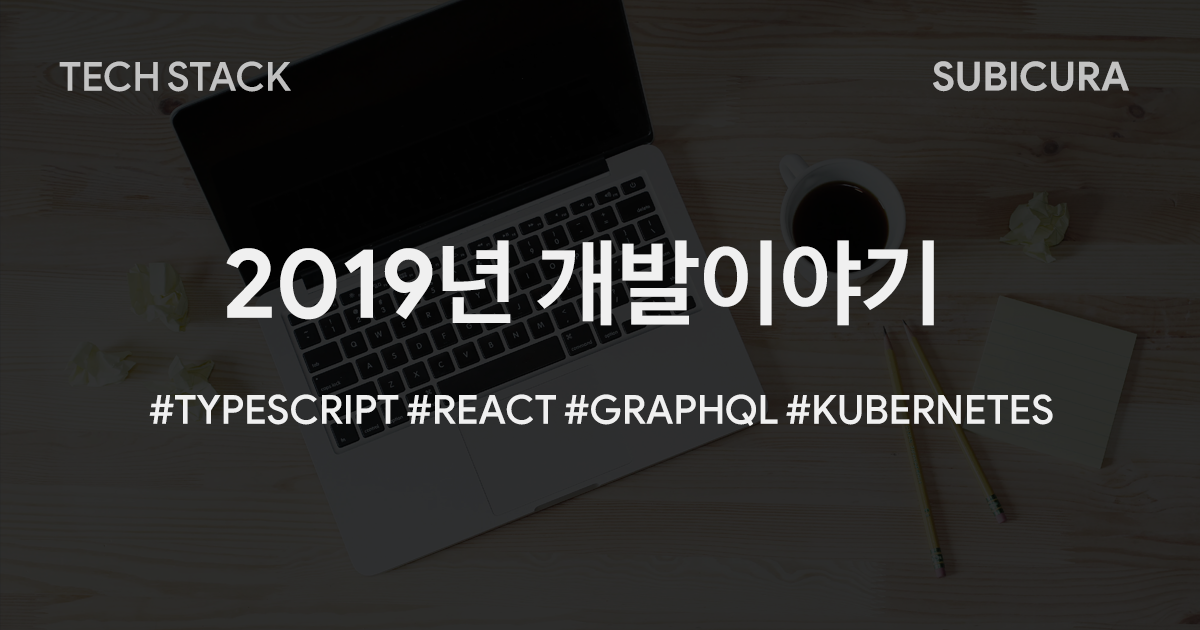 TECH STACK
SUBICURA
2019년 개발이야기
#TYPESCRIPT #REACT #GRAPHQL #KUBERNETES